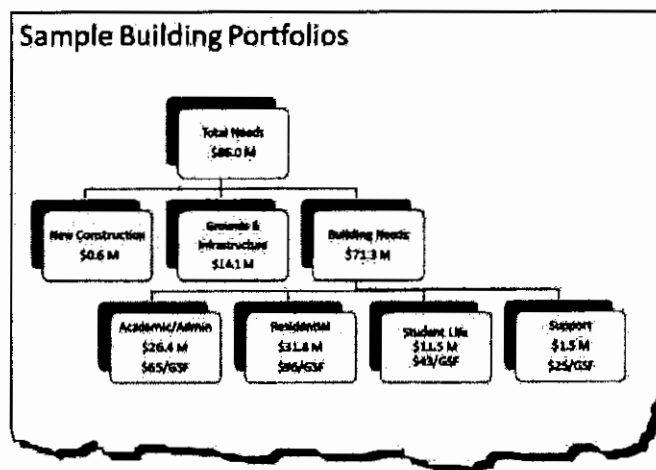 Sample Building Portfolios
Total Needs
$86.0 M
New Construction
$0.6 M
Grounds &
Infrastructure
$14.1 M
Building Needs
$71.3 M
Academic/Admin
$26.4 M
$65/GSF
Residential
$31.8 M
$96/GSF
Student Life
$11.5 M
$43/GSF
Support
$1.5 M
$25/GSF